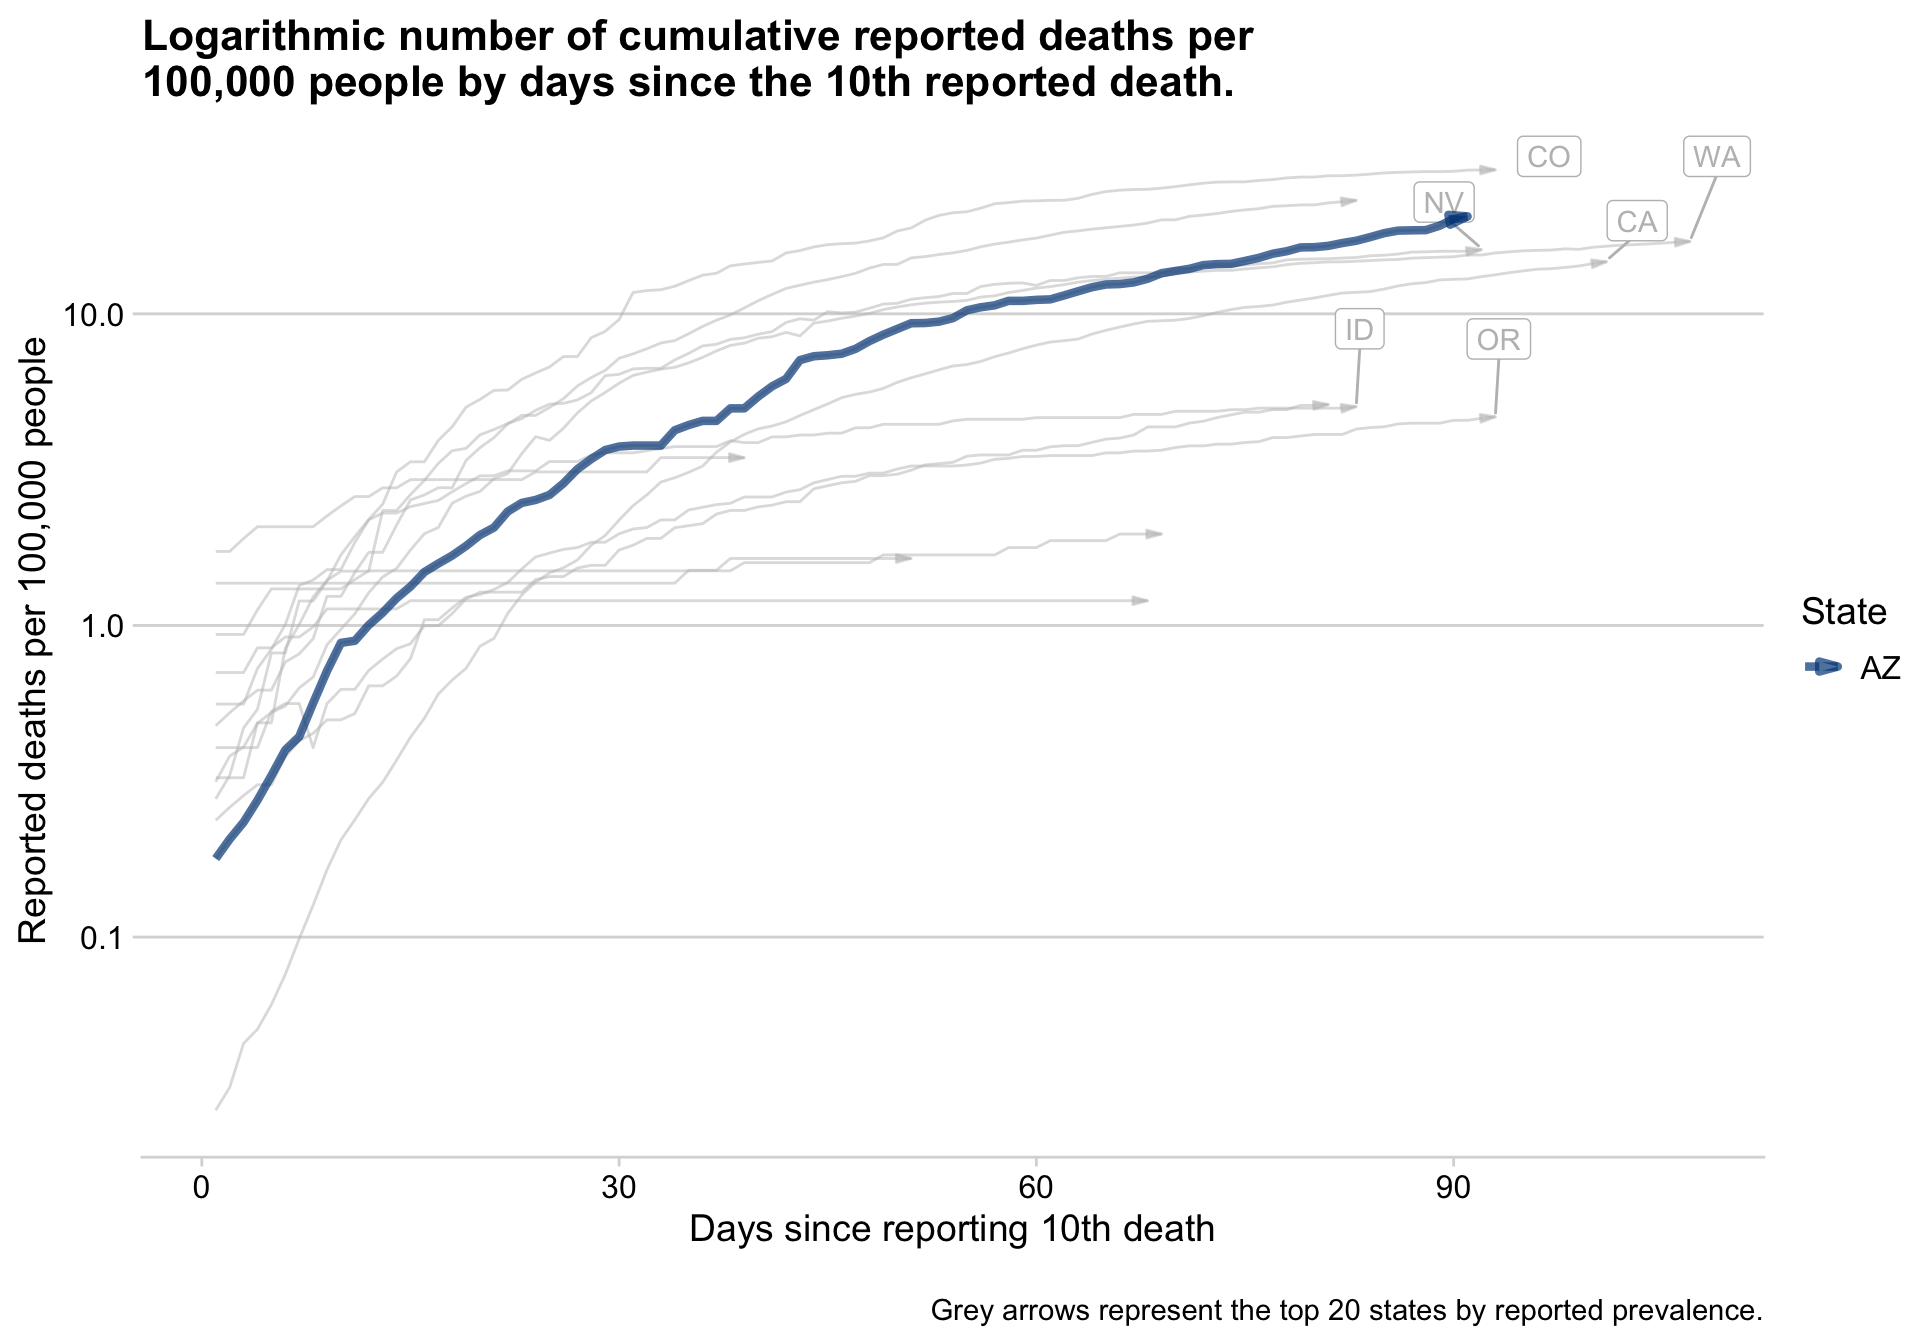 Logarithmic number of cumulative reported deaths per
100,000 people by days since the 10th reported death.
CO
WA
NV
CA
ID
OR
10.0
1.0
0.1
Reported deaths per 100,000 people
0
30
60
90
Days since reporting 10th death
State
AZ
Grey arrows represent the top 20 states by reported prevalence.